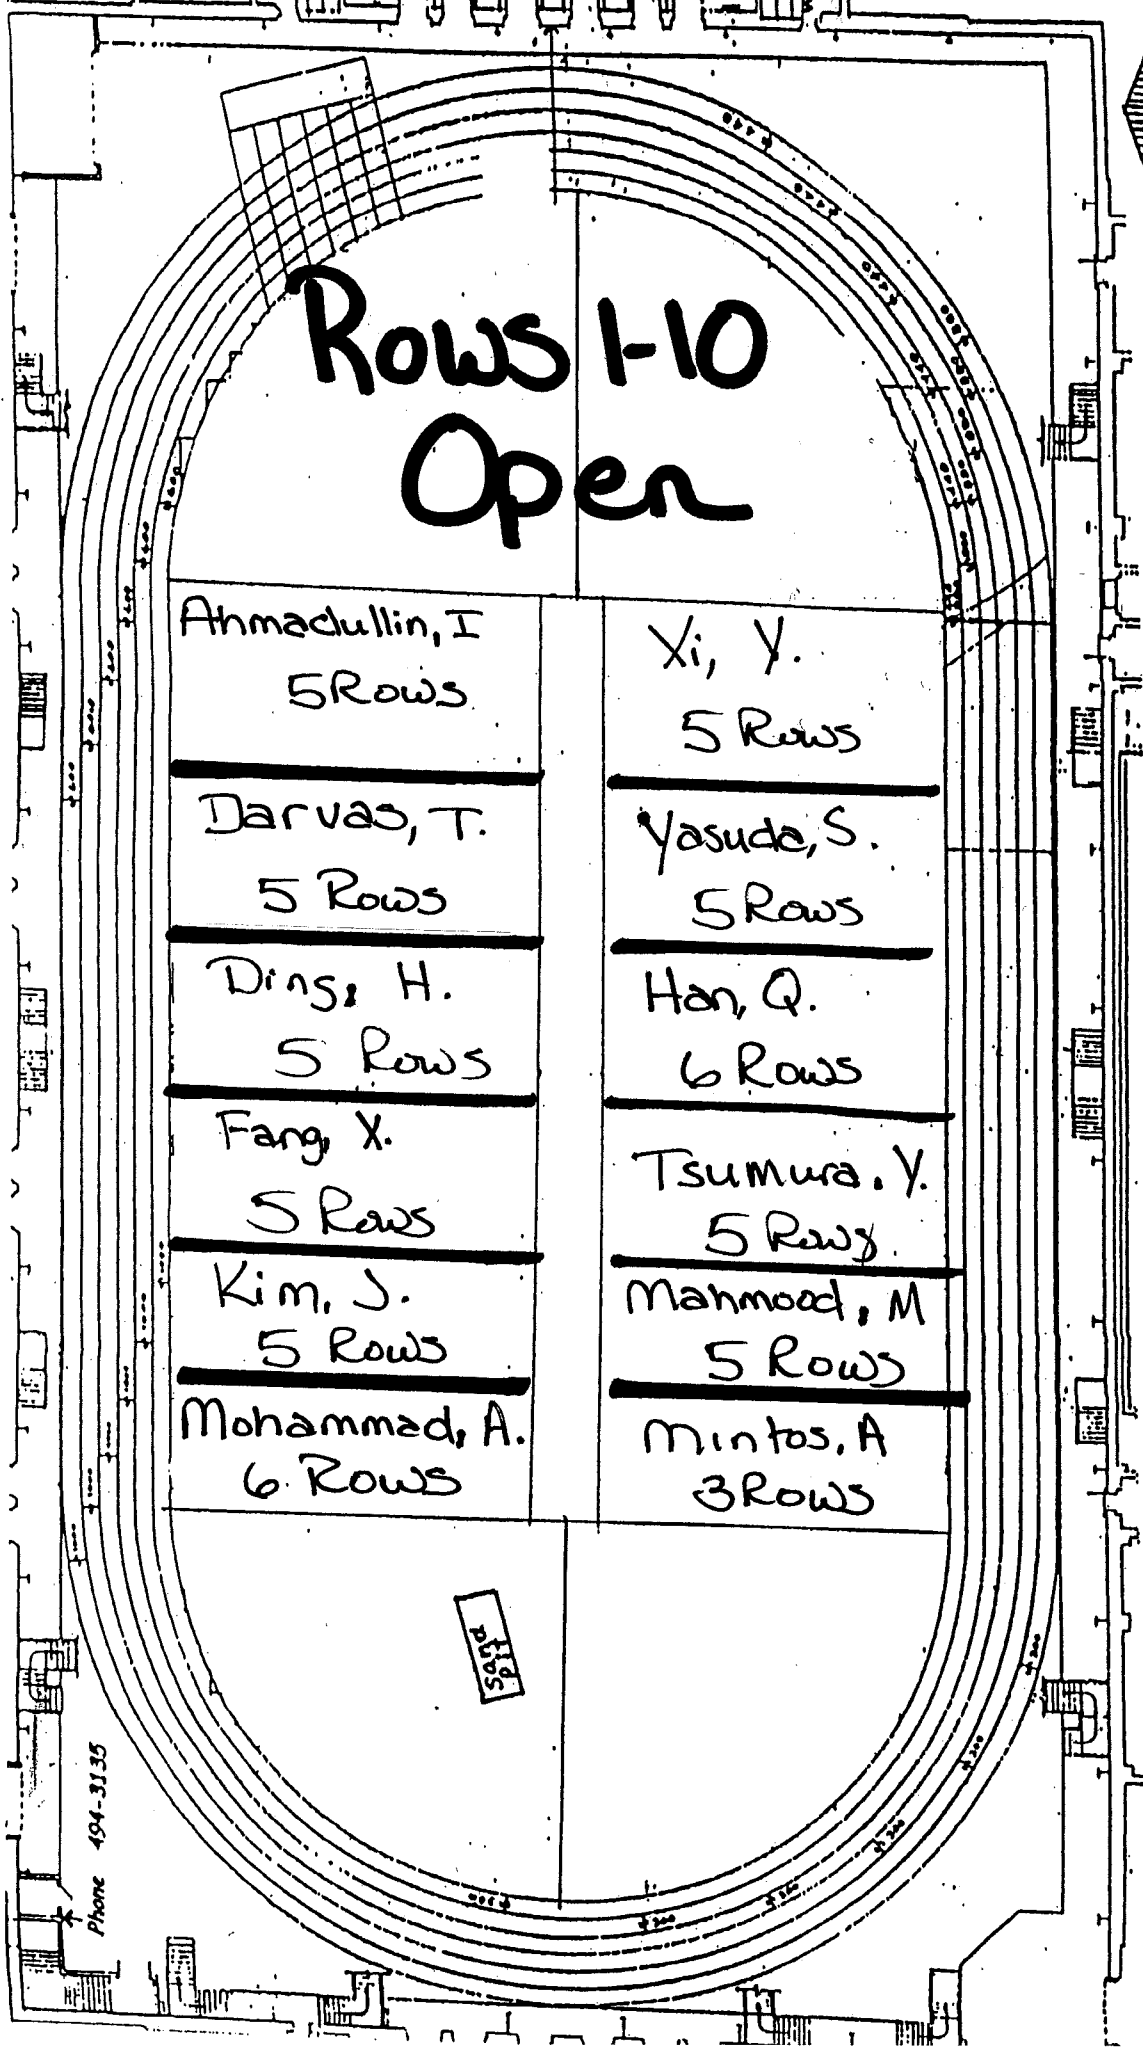 Rows 1-10
Open
Ahmadullin, I
5 Rows
Darvas, T.
5 Rows
Ding, H.
5 Rows
Fang, X.
5 Rows
Kim, J.
5 Rows
Mohammad, A.
6 Rows
Xi, Y.
5 Rows
Yasuda, S.
5 Rows
Han, Q.
6 Rows
Tsumura, Y.
5 Rows
Mahmood, M
5 Rows
Mintos, A
3 Rows
Sand
pit
Phone 494-3135